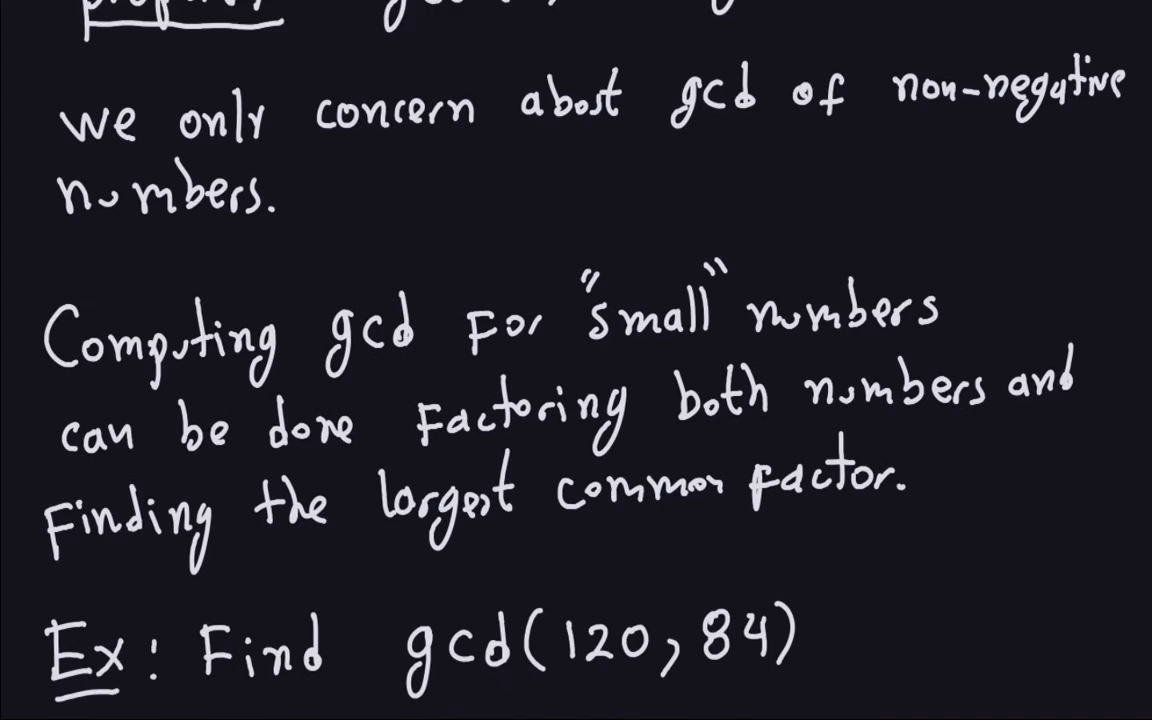 we only concern about gcd of non-negative
numbers.
Computing gcd for "small" numbers
can be done factoring both numbers and
finding the largest common factor.
Ex: Find gcd(120, 84)